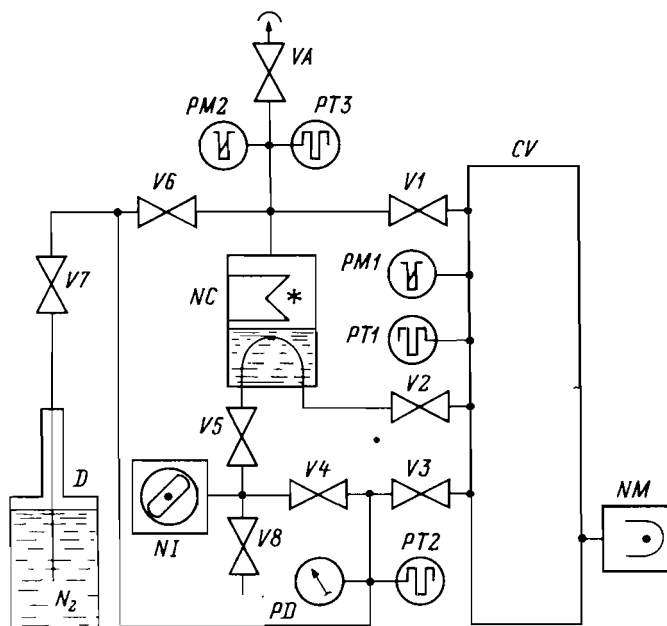 VA
PM2 PT3
CV
V6 V1
V7
NC
*
PM1
PT1
V2
V5
D
V4 V3
NM
NI
V8
PT2
N2
PD